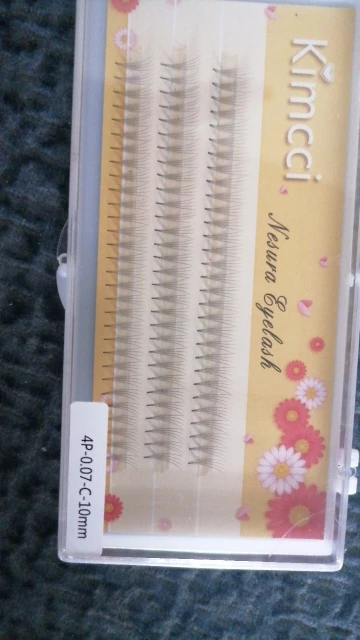 Kimcci
Nesura Eyelash
4P-0.07-C-10mm